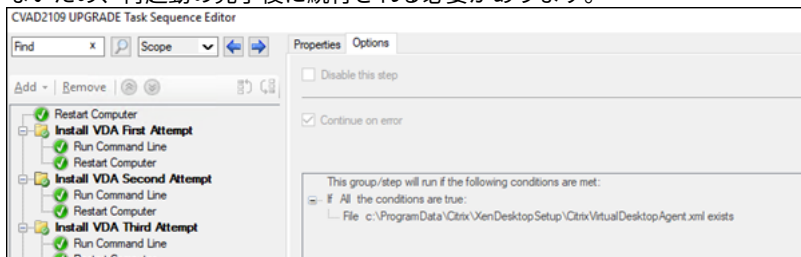 CVAD2109 UPGRADE Task Sequence Editor
Find x Scope
Properties Options
Add Remove
Disable this step
Continue on error
Restart Computer
Install VDA First Attempt
Run Command Line
Restart Computer
Install VDA Second Attempt
Run Command Line
Restart Computer
Install VDA Third Attempt
Run Command Line
This group/step will run if the following conditions are met:
If All the conditions are true:
File c:\ProgramData\Citrix\XenDesktopSetup\CitrixVirtualDesktopAgent.xml exists